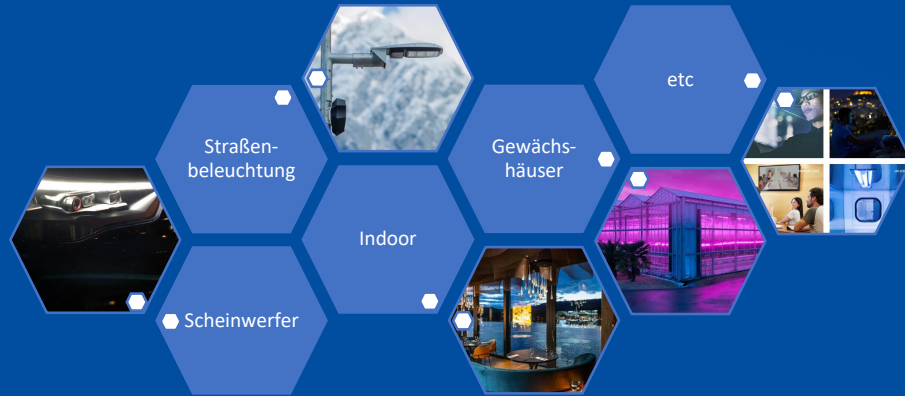 Straßen-
beleuchtung
Scheinwerfer
Indoor
Gewächs-
häuser
etc